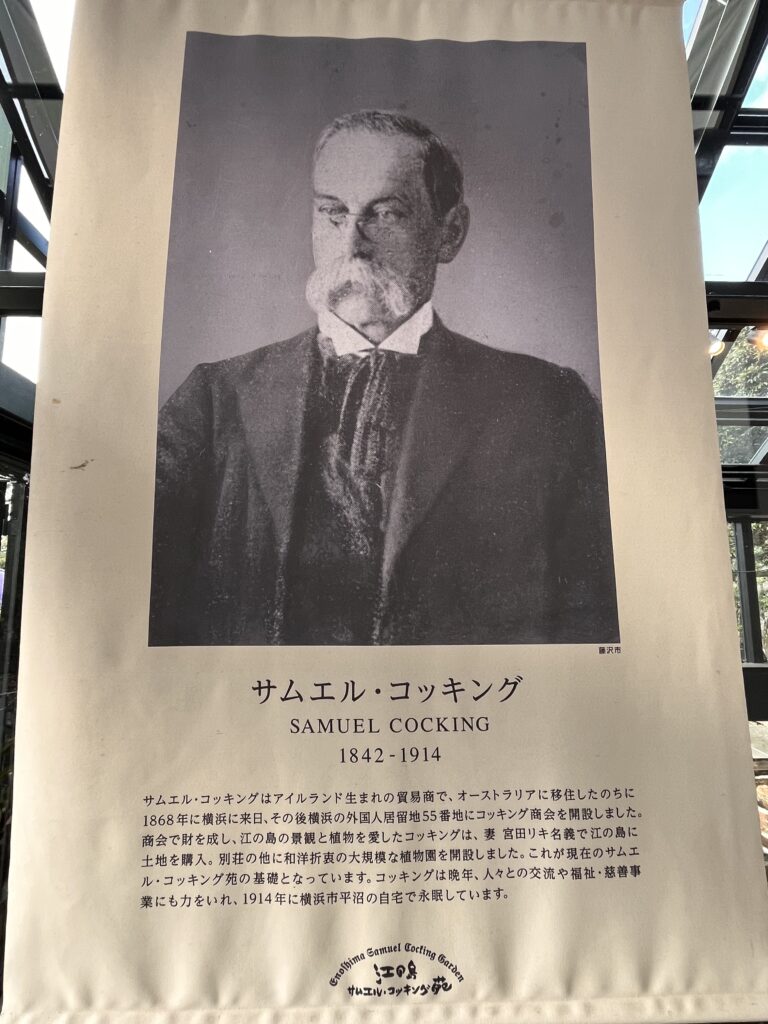 藤沢市
サムエル・コッキング
SAMUEL COCKING
1842-1914
サムエル・コッキングはアイルランド生まれの貿易商で、オーストラリアに移住したのちに
1868年に横浜に来日、その後横浜の外国人居留地55番地にコッキング商会を開設しました。
商会で財を成し、江の島の景観と植物を愛したコッキングは、妻 宮田リキ名義で江の島に
土地を購入。別荘の他に和洋折衷の大規模な植物園を開設しました。これが現在のサムエ
ル・コッキング苑の基礎となっています。コッキングは晩年、人々との交流や福祉・慈善事
業にも力をいれ、1914年に横浜市平沼の自宅で永眠しています。
Enoshima Samuel Cocking Garden
江の島
サムエル・コッキング苑